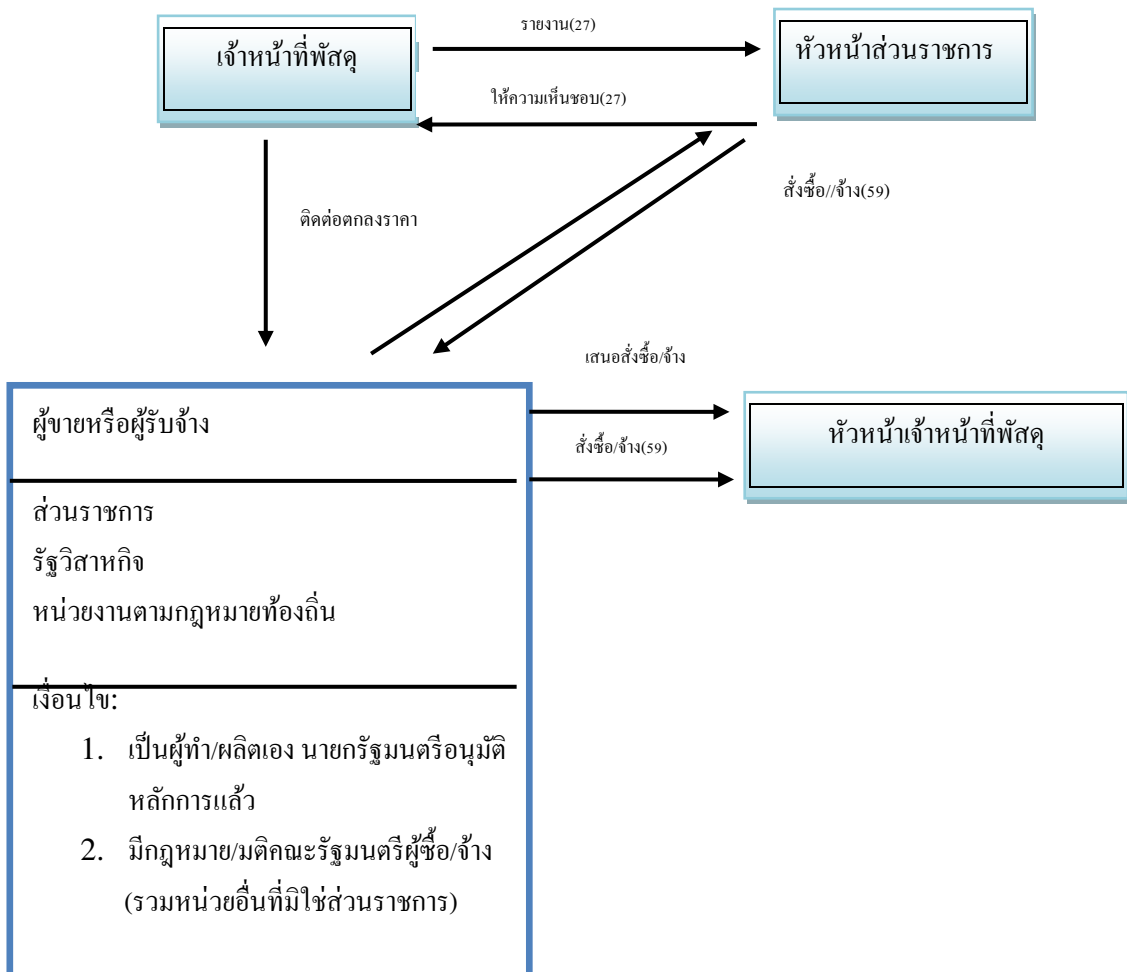 รายงาน(27)
เจ้าหน้าที่พัสดุ
หัวหน้าส่วนราชการ
ให้ความเห็นชอบ(27)
สั่งซื้อ//จ้าง(59)
ติดต่อตกลงราคา
เสนอสั่งซื้อ/จ้าง
ผู้ขายหรือผู้รับจ้าง
หัวหน้าเจ้าหน้าที่พัสดุ
สั่งซื้อ/จ้าง(59)
ส่วนราชการ
รัฐวิสาหกิจ
หน่วยงานตามกฎหมายท้องถิ่น
เงื่อนไข:
1. เป็นผู้ทำ/ผลิตเอง นายกรัฐมนตรีอนุมัติ
หลักการแล้ว
2. มีกฎหมาย/มติคณะรัฐมนตรีผู้ซื้อ/จ้าง
(รวมหน่วยอื่นที่มิใช่ส่วนราชการ)